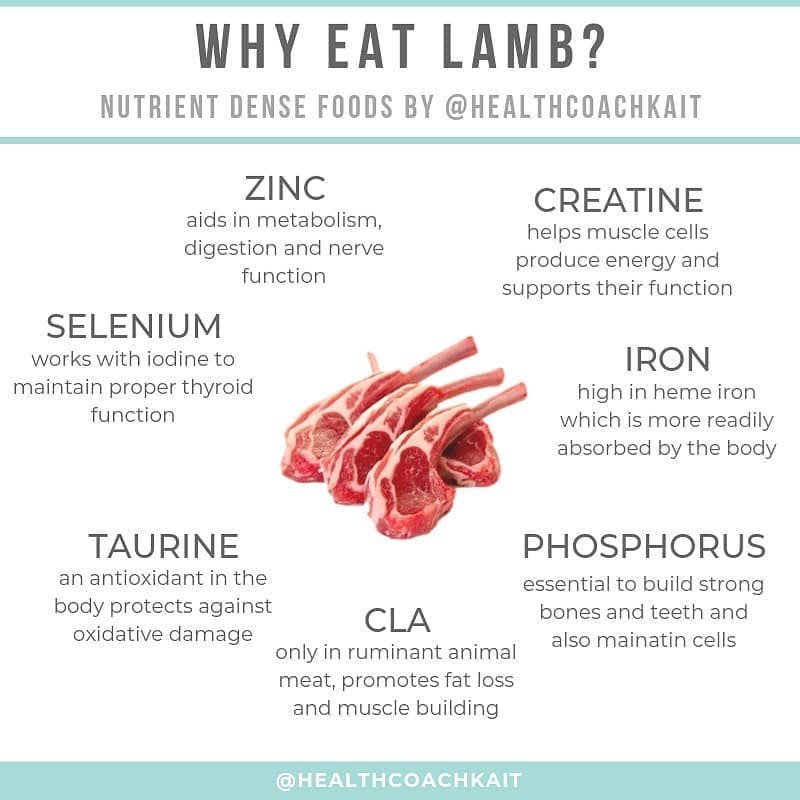 WHY EAT LAMB?
NUTRIENT DENSE FOODS BY @HEALTHCOACHKAIT
ZINC
aids in metabolism,
digestion and nerve
function
CREATINE
helps muscle cells
produce energy and
supports their function
SELENIUM
works with iodine to
maintain proper thyroid
function
IRON
high in heme iron
which is more readily
absorbed by the body
TAURINE
an antioxidant in the
body protects against
oxidative damage
CLA
only in ruminant animal
meat, promotes fat loss
and muscle building
PHOSPHORUS
essential to build strong
bones and teeth and
also mainatin cells
@HEALTHCOACHKAIT